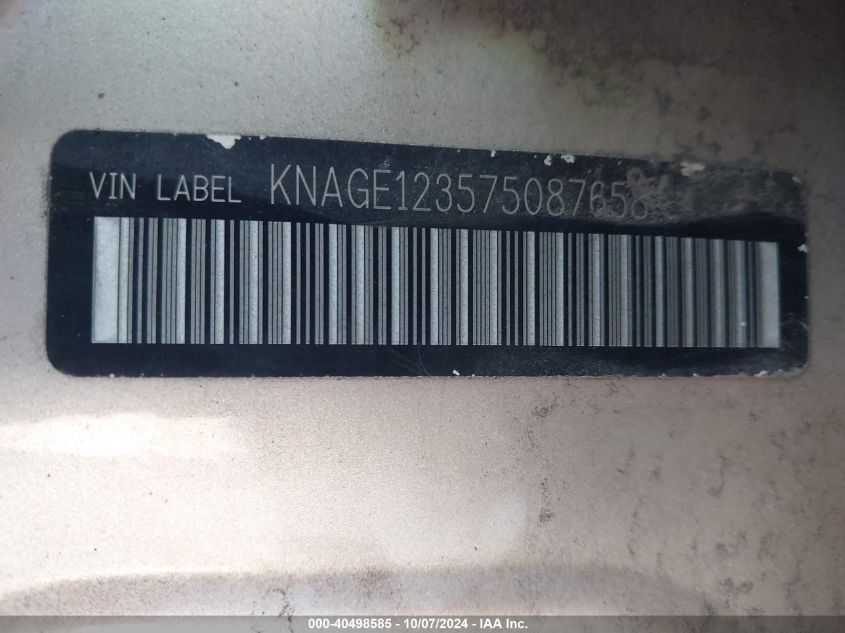 VIN LABEL KNAGE123575087658
000-40498585 - 10/07/2024 - IAA Inc.